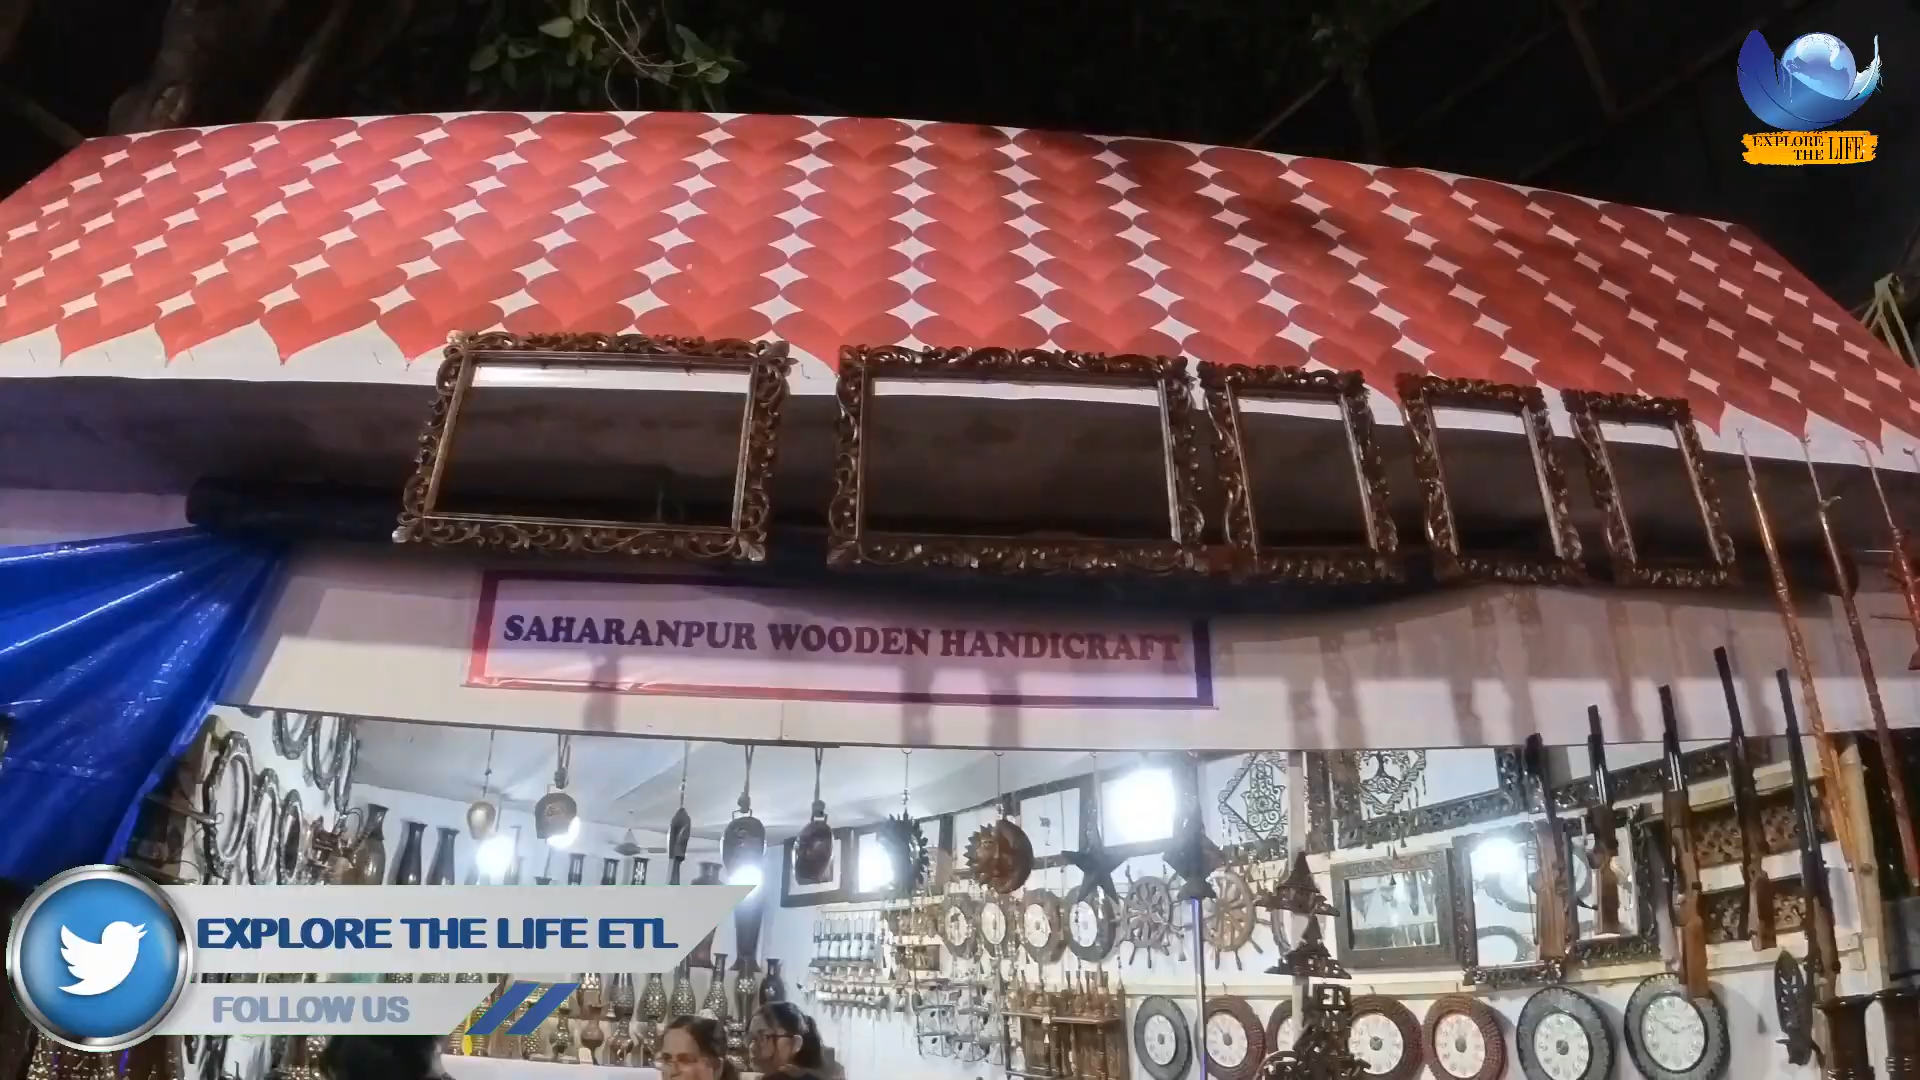 EXPLORE
THE LIFE
SAHARANPUR WOODEN HANDICRAFT
EXPLORE THE LIFE ETL
FOLLOW US